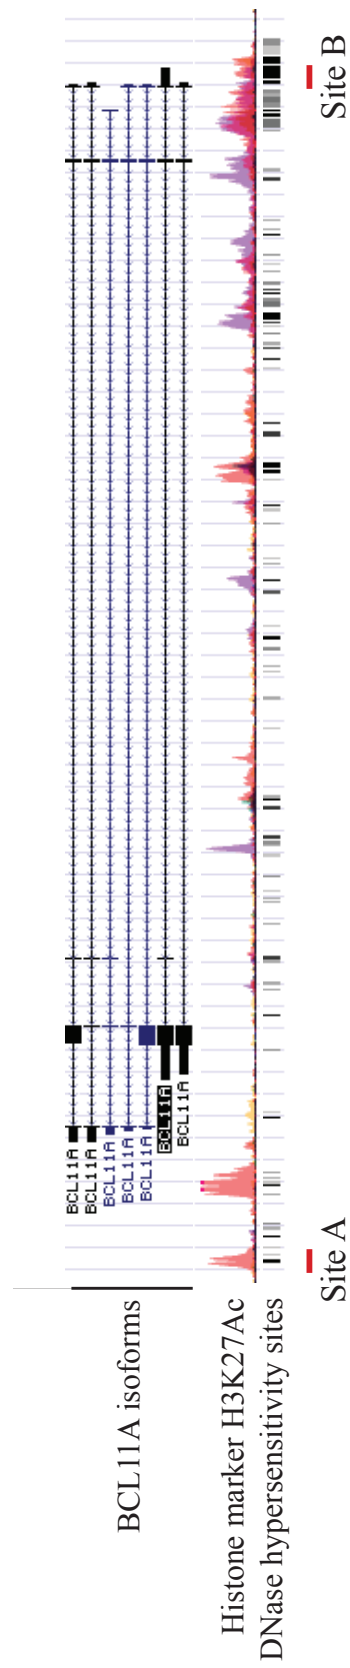 BCL11A isoforms
BCL11A
BCL11A
BCL11A
BCL11A
BCL11A
BCL11A
BCL11A
Histone marker H3K27Ac
DNase hypersensitivity sites
Site A
Site B